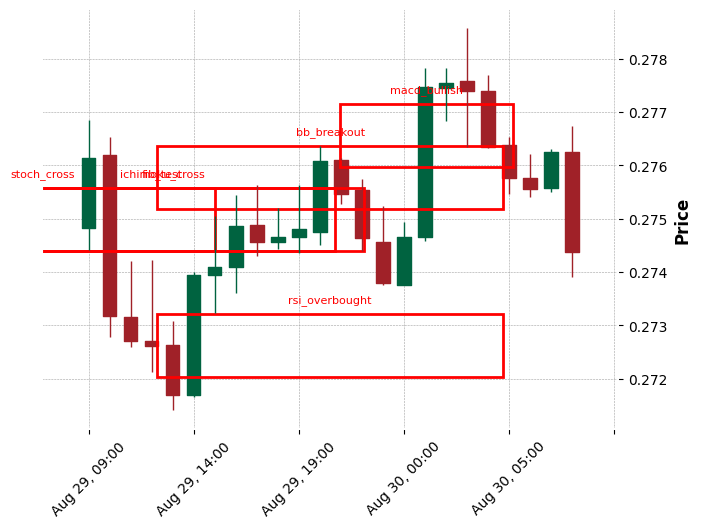 0.278
macd_bullish
0.277
bb_breakout
0.276
stoch_cross
0.275
0.274
rsi_overbought
0.273
0.272
Price
Aug 29, 09:00
Aug 29, 14:00
Aug 29, 19:00
Aug 30, 00:00
Aug 30, 05:00